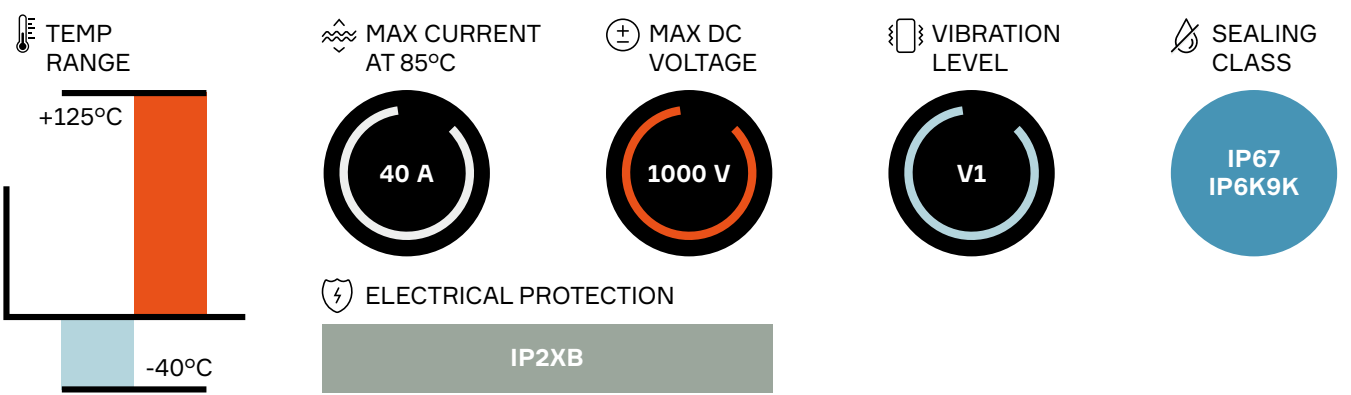 TEMP
RANGE
+125°C
-40°C
MAX CURRENT
AT 85°C
40 A
MAX DC
VOLTAGE
1000 V
VIBRATION
LEVEL
V1
SEALING
CLASS
IP67
IP6K9K
ELECTRICAL PROTECTION
IP2XB